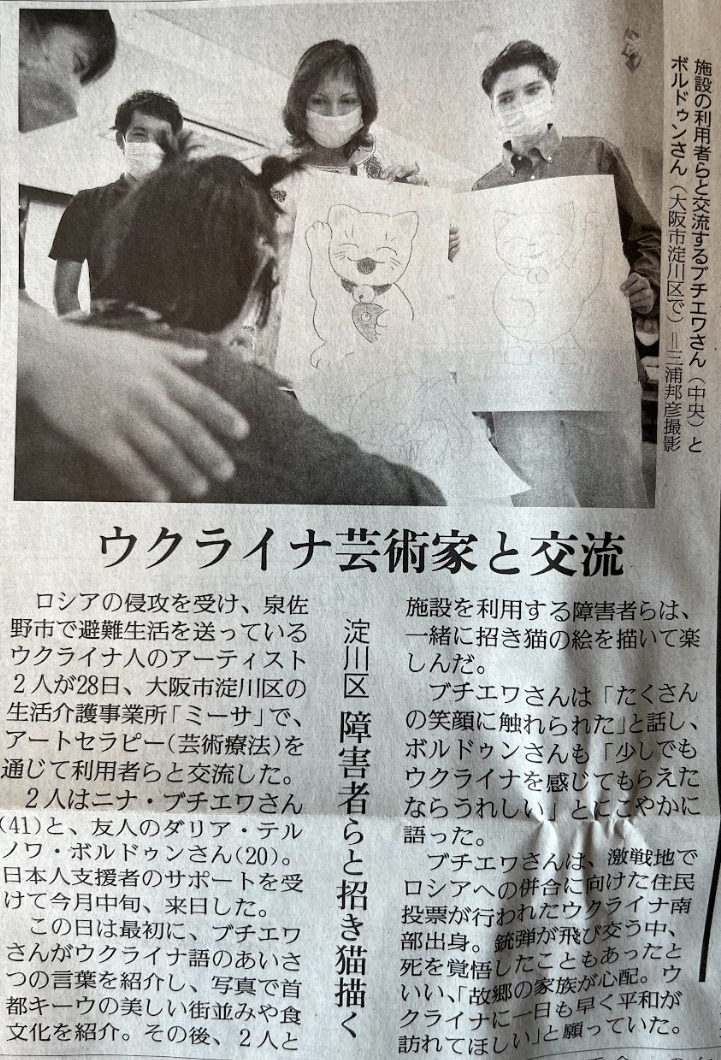 施設の利用者らと交流するブチエワさん（中央）と
ボルドゥンさん（大阪市淀川区で）＝三浦邦彦撮影
ウクライナ芸術家と交流
淀川区 障害者らと招き猫描く
ロシアの侵攻を受け、泉佐
野市で避難生活を送っている
ウクライナ人のアーティスト
２人が28日、大阪市淀川区の
生活介護事業所「ミーサ」で、
アートセラピー（芸術療法）を
通じて利用者らと交流した。
２人はニナ・ブチエワさん
(41)と、友人のダリア・テル
ノワ・ボルドゥンさん(20)。
日本人支援者のサポートを受
けて今月中旬、来日した。
この日は最初に、ブチエワ
さんがウクライナ語のあいさ
つの言葉を紹介し、写真で首
都キーウの美しい街並みや食
文化を紹介。その後、２人と
施設を利用する障害者らは、
一緒に招き猫の絵を描いて楽
しんだ。
ブチエワさんは「たくさん
の笑顔に触れられた」と話し、
ボルドゥンさんも「少しでも
ウクライナを感じてもらえた
ならうれしい」とにこやかに
語った。
ブチエワさんは、激戦地で
ロシアへの併合に向けた住民
投票が行われたウクライナ南
部出身。銃弾が飛び交う中、
死を覚悟したこともあったと
いい、「故郷の家族が心配。ウ
クライナに一日も早く平和が
訪れてほしい」と願っていた。